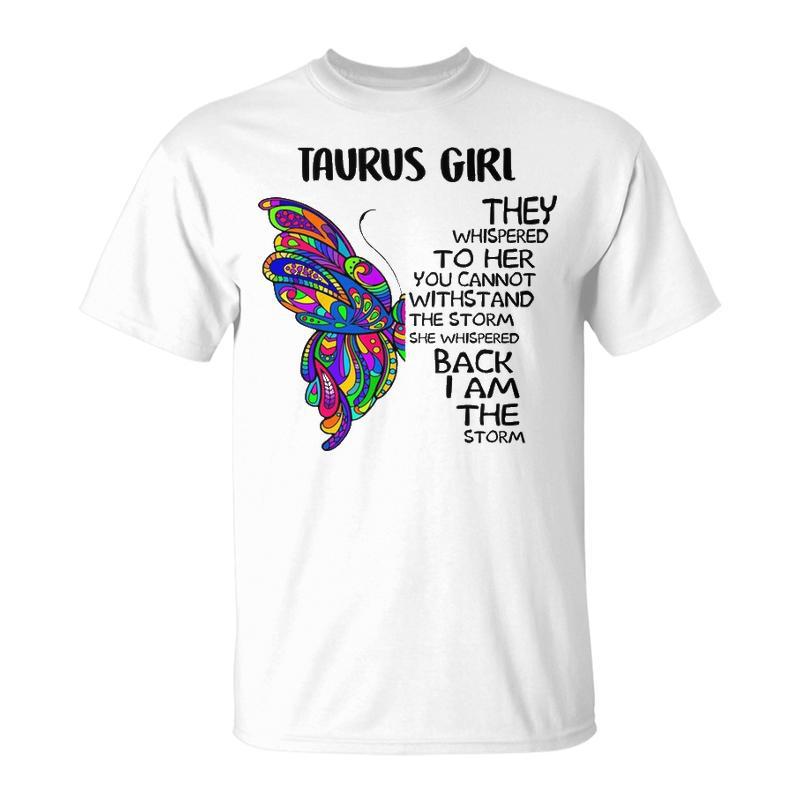 TAURUS GIRL
THEY
WHISPERED
TO HER
YOU CANNOT
WITHSTAND
THE STORM
SHE WHISPERED
BACK
I AM
THE
STORM